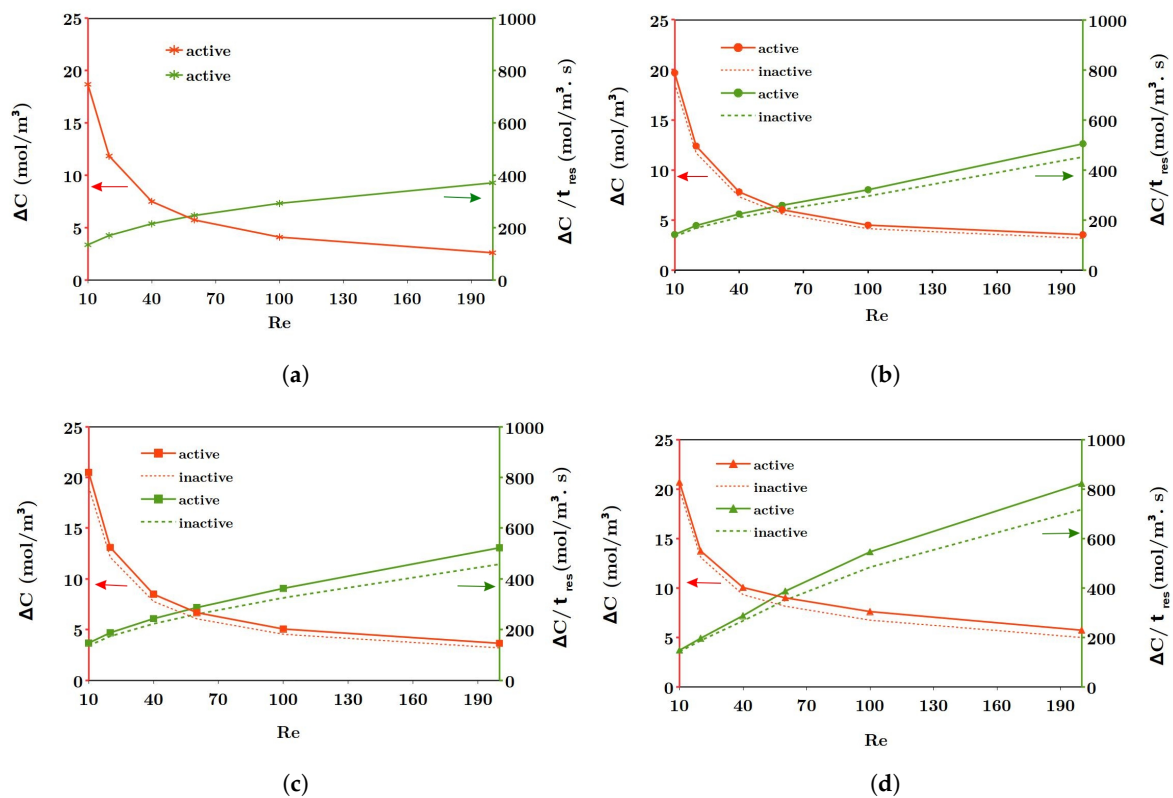 25
20
15
10
5
0
ΔC (mol/m³)
active
active
1000
800
600
400
200
0
ΔC /t res (mol/m³. s)
10 40 70 100 130 160 190
Re
(a)
25
20
15
10
5
0
ΔC (mol/m³)
active
inactive
active
inactive
1000
800
600
400
200
0
ΔC/t res(mol/m³. s)
10 40 70 100 130 160 190
Re
(b)
25
20
15
10
5
0
ΔC (mol/m³)
active
inactive
active
inactive
1000
800
600
400
200
0
ΔC/t res(mol/m³. s)
10 40 70 100 130 160 190
Re
(c)
25
20
15
10
5
0
ΔC (mol/m³)
active
inactive
active
inactive
1000
800
600
400
200
0
ΔC/ t res(mol/m³. s)
10 40 70 100 130 160 190
Re
(d)